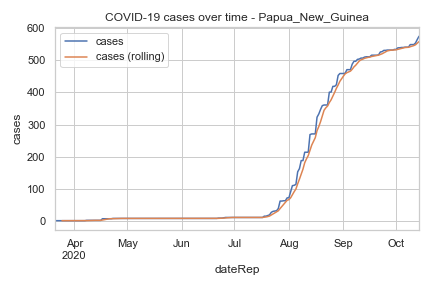 COVID-19 cases over time - Papua_New_Guinea
cases
cases (rolling)
600
500
400
300
200
100
0
cases
Apr May Jun Jul Aug Sep Oct
2020
dateRep